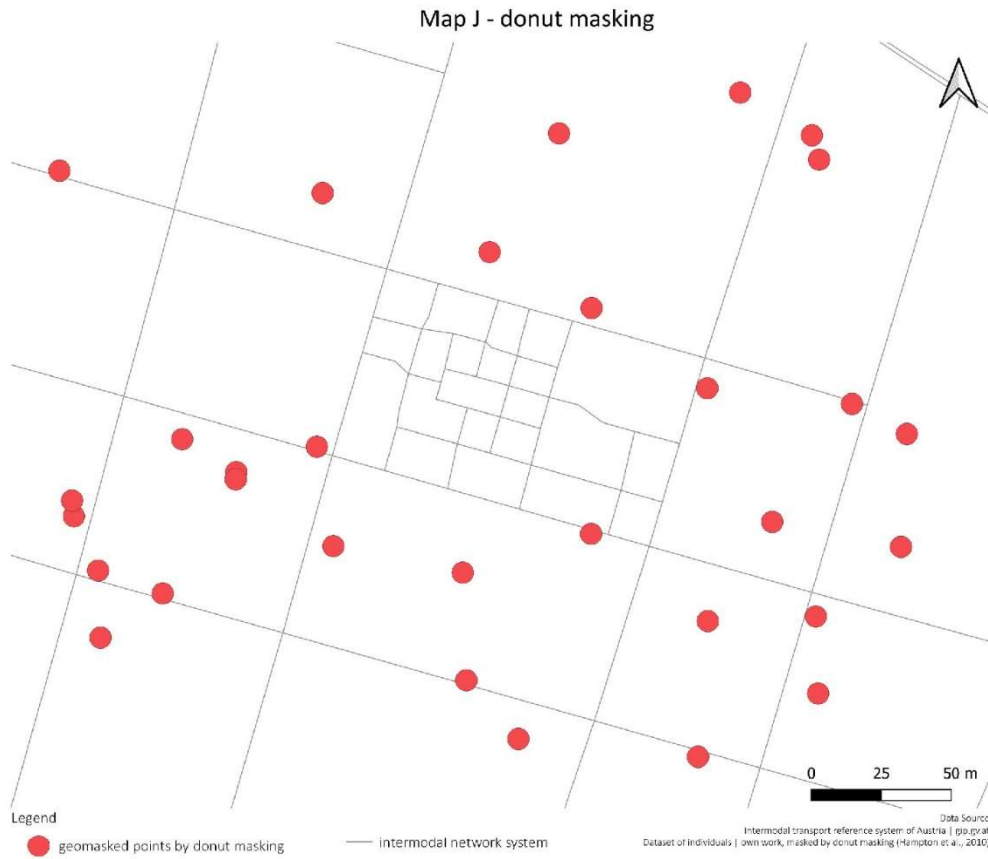 Map J - donut masking
0 25 50 m
Legend
geomasked points by donut masking
intermodal network system
Data Source
Intermodal transport reference system of Austria | gip.gv.at
Dataset of individuals | own work, masked by donut masking (Hampton et al., 2010)